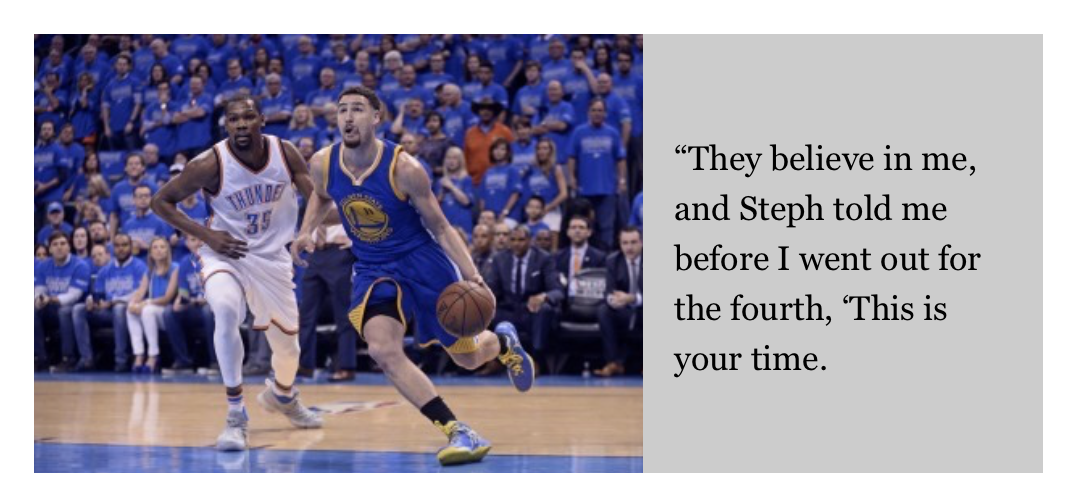 THUNDER
35
“They believe in me,
and Steph told me
before I went out for
the fourth, ‘This is
your time.